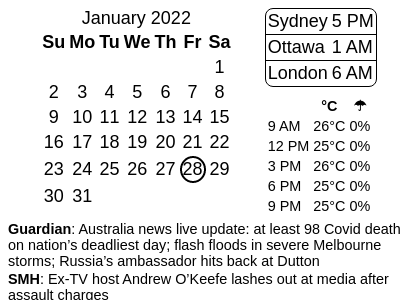 January 2022
Su Mo Tu We Th Fr Sa
1
2 3 4 5 6 7 8
9 10 11 12 13 14 15
16 17 18 19 20 21 22
23 24 25 26 27 28 29
30 31
Sydney 5 PM
Ottawa 1 AM
London 6 AM
°C ☂
9 AM 26°C 0%
12 PM 25°C 0%
3 PM 26°C 0%
6 PM 25°C 0%
9 PM 25°C 0%
Guardian: Australia news live update: at least 98 Covid death
on nation’s deadliest day; flash floods in severe Melbourne
storms; Russia’s ambassador hits back at Dutton
SMH: Ex-TV host Andrew O’Keefe lashes out at media after
assault charges